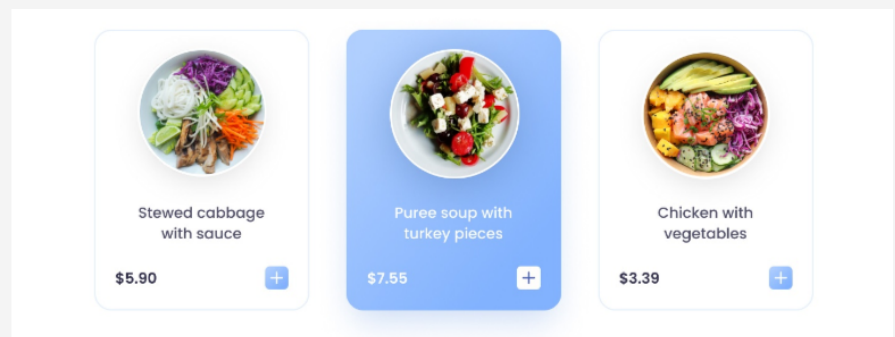 Stewed cabbage
with sauce
$5.90
Puree soup with
turkey pieces
$7.55
Chicken with
vegetables
$3.39